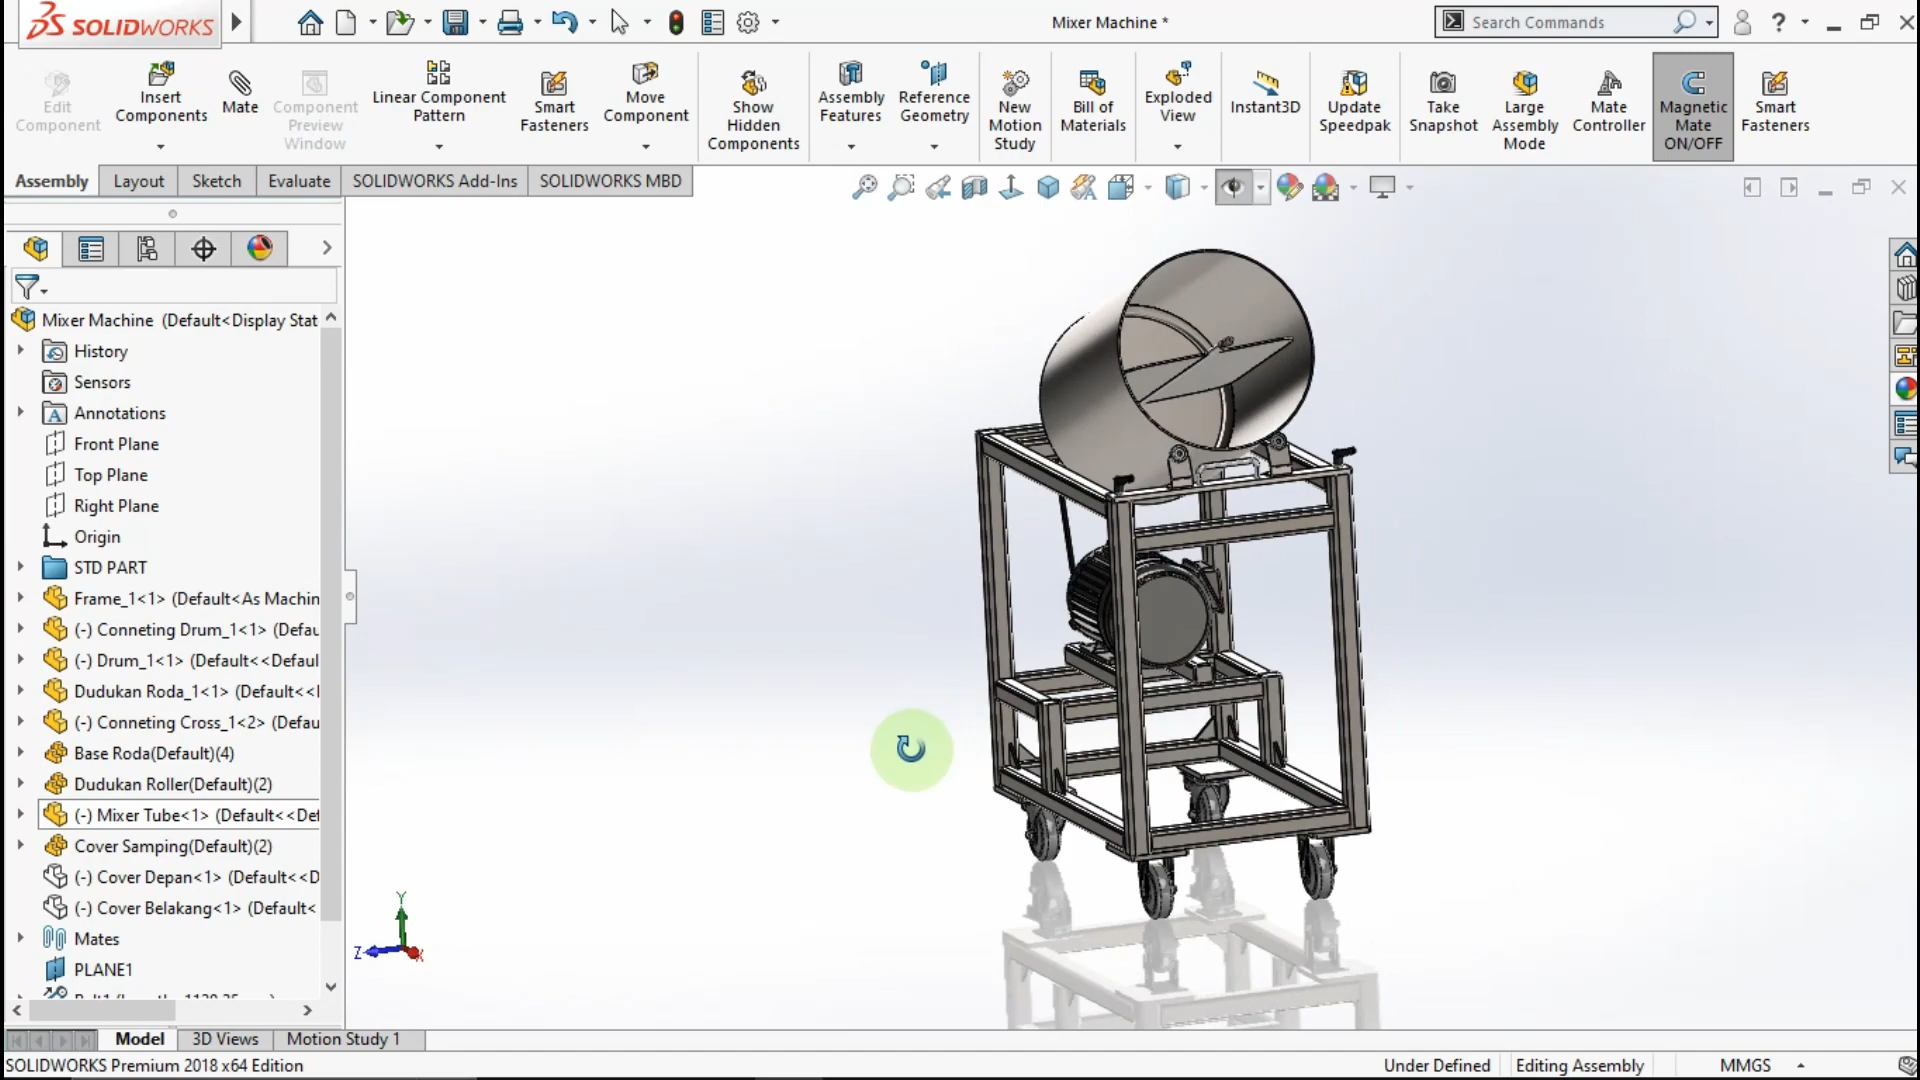 SOLIDWORKS
Mixer Machine *
Search Commands
?
Edit
Component
Insert
Components
Mate
Component
Preview
Window
Linear Component
Pattern
Smart
Fasteners
Move
Component
Show
Hidden
Components
Assembly
Features
Reference
Geometry
New
Motion
Study
Bill of
Materials
Exploded
View
Instant3D
Update
Speedpak
Take
Snapshot
Large
Assembly
Mode
Mate
Controller
Magnetic
Mate
ON/OFF
Smart
Fasteners
Assembly
Layout
Sketch
Evaluate
SOLIDWORKS Add-Ins
SOLIDWORKS MBD
Mixer Machine (Default<Display Stat
History
Sensors
Annotations
Front Plane
Top Plane
Right Plane
Origin
STD PART
Frame_1<1> (Default<As Machin
(-) Conneting Drum_1<1> (Defau
(-) Drum_1<1> (Default<<Defaul
Dudukan Roda_1<1> (Default<<
(-) Conneting Cross_1<2> (Defau
Base Roda(Default)(4)
Dudukan Roller(Default)(2)
(-) Mixer Tube<1> (Default<<Def
Cover Samping(Default)(2)
(-) Cover Depan<1> (Default<<D
(-) Cover Belakang<1> (Default<
Mates
PLANE1
Y
Z
X
Model
3D Views
Motion Study 1
SOLIDWORKS Premium 2018 x64 Edition
Under Defined
Editing Assembly
MMGS